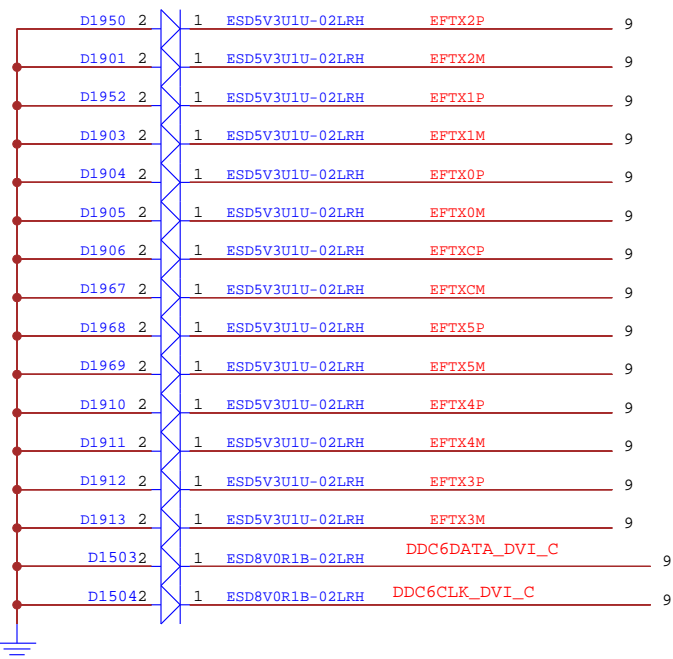 D1950 2 1 ESD5V3U1U-02LRH EFTX2P 9
D1901 2 1 ESD5V3U1U-02LRH EFTX2M 9
D1952 2 1 ESD5V3U1U-02LRH EFTX1P 9
D1903 2 1 ESD5V3U1U-02LRH EFTX1M 9
D1904 2 1 ESD5V3U1U-02LRH EFTX0P 9
D1905 2 1 ESD5V3U1U-02LRH EFTX0M 9
D1906 2 1 ESD5V3U1U-02LRH EFTXCP 9
D1967 2 1 ESD5V3U1U-02LRH EFTXCM 9
D1968 2 1 ESD5V3U1U-02LRH EFTX5P 9
D1969 2 1 ESD5V3U1U-02LRH EFTX5M 9
D1910 2 1 ESD5V3U1U-02LRH EFTX4P 9
D1911 2 1 ESD5V3U1U-02LRH EFTX4M 9
D1912 2 1 ESD5V3U1U-02LRH EFTX3P 9
D1913 2 1 ESD5V3U1U-02LRH EFTX3M 9
D1503 2 1 ESD8V0R1B-02LRH DDC6DATA_DVI_C 9
D1504 2 1 ESD8V0R1B-02LRH DDC6CLK_DVI_C 9